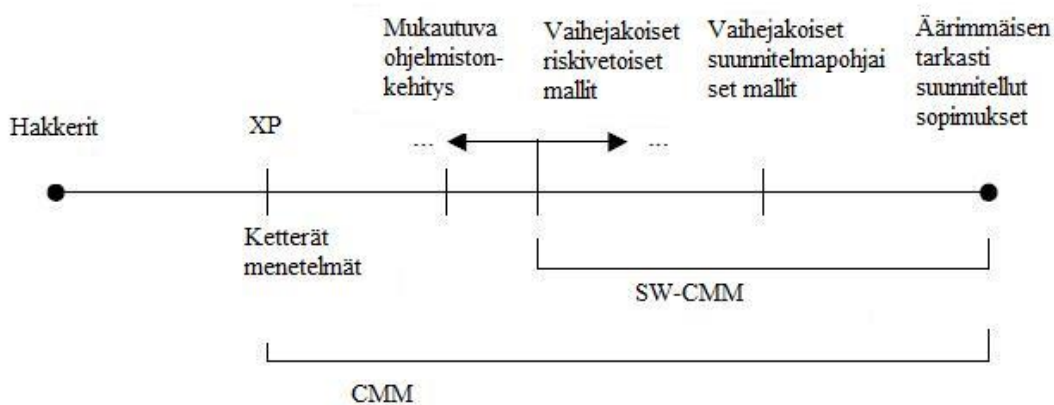 Hakkerit
XP
Mukautuva
ohjelmiston-
kehitys
Vaihejakoiset
riskivetoiset
mallit
Vaihejakoiset
suunnitelmapohjai
set mallit
Äärimmäisen
tarkasti
suunnitellut
sopimukset
...
...
Ketterät
menetelmät
SW-CMM
CMM